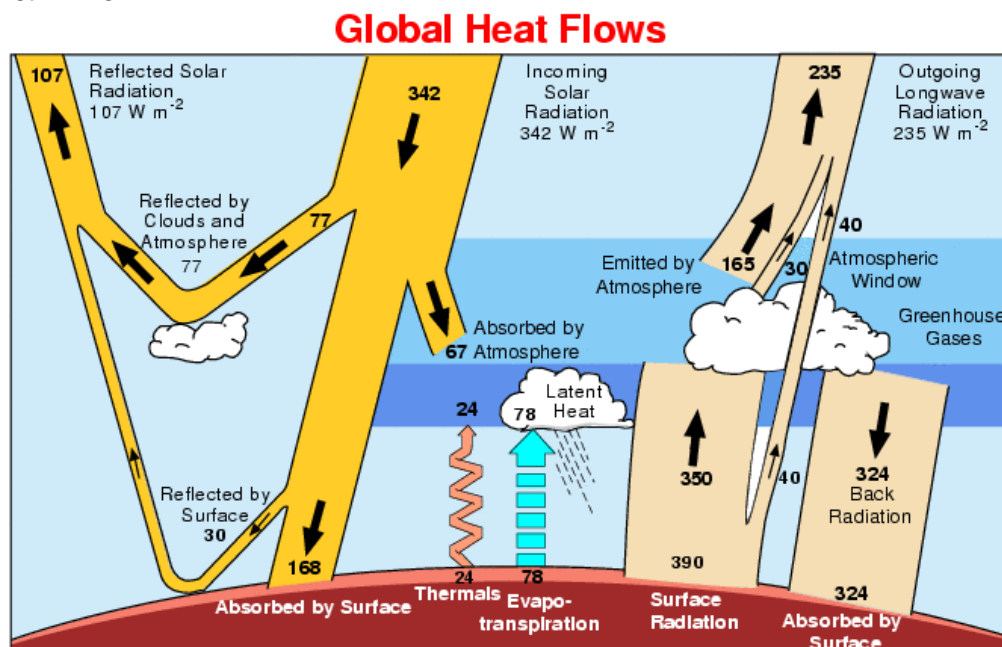 Global Heat Flows
107
Reflected Solar
Radiation
107 W m-2
342
Incoming
Solar
Radiation
342 W m-2
235
Outgoing
Longwave
Radiation
235 W m-2
Reflected by
Clouds and
Atmosphere
77
77
Emitted by
Atmosphere
165
30
40
Atmospheric
Window
Greenhouse
Gases
Absorbed by
67 Atmosphere
24
78
Latent
Heat
350
40
324
Back
Radiation
Reflected by
Surface
30
168
24
78
390
324
Absorbed by Surface
Thermals
Evapo-
transpiration
Surface
Radiation
Absorbed by
Surface